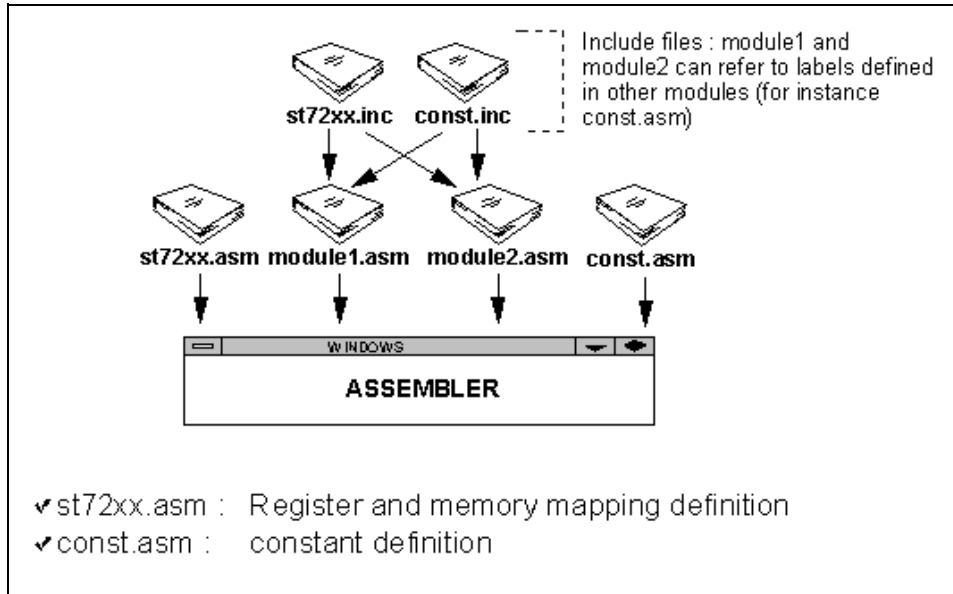 Include files : module1 and
module2 can refer to labels defined
in other modules (for instance
const.asm)
st72xx.inc const.inc
st72xx.asm module1.asm module2.asm const.asm
WINDOWS
ASSEMBLER
✔st72xx.asm : Register and memory mapping definition
✔const.asm : constant definition